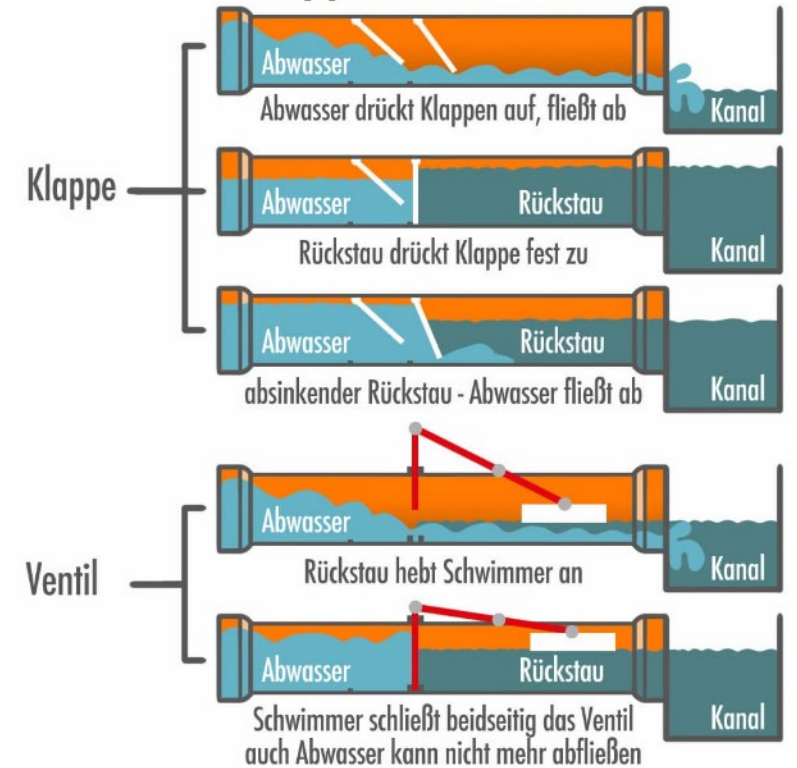 Abwasser
Kanal
Abwasser drückt Klappen auf, fließt ab
Klappe
Abwasser
Rückstau
Kanal
Rückstau drückt Klappe fest zu
Abwasser
Rückstau
Kanal
absinkender Rückstau - Abwasser fließt ab
Abwasser
Kanal
Rückstau hebt Schwimmer an
Ventil
Abwasser
Rückstau
Kanal
Schwimmer schließt beidseitig das Ventil
auch Abwasser kann nicht mehr abfließen